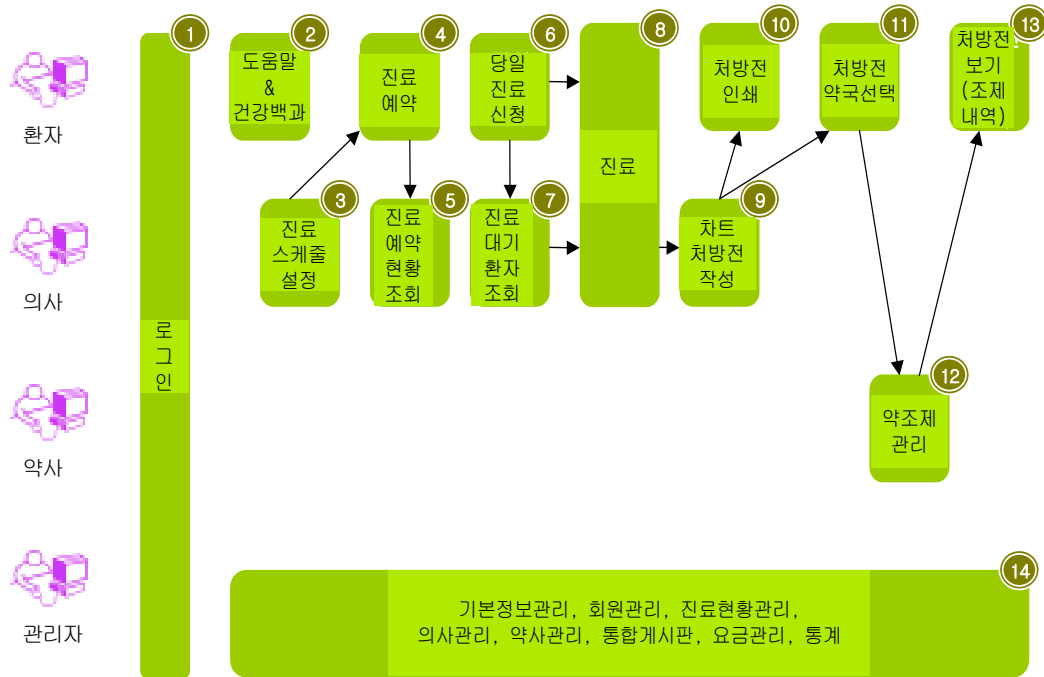 1
2
4
6
8
10
11
13
도움말
&
건강백과
진료
예약
당일
진료
신청
처방전
인쇄
처방전
약국선택
처방전
보기
(조제
내역)
환자
진료
3
5
7
9
진료
스케줄
설정
진료
예약
현황
조회
진료
대기
환자
조회
차트
처방전
작성
의사
로
그
인
12
약조제
관리
약사
14
기본정보관리, 회원관리, 진료현황관리,
의사관리, 약사관리, 통합게시판, 요금관리, 통계
관리자